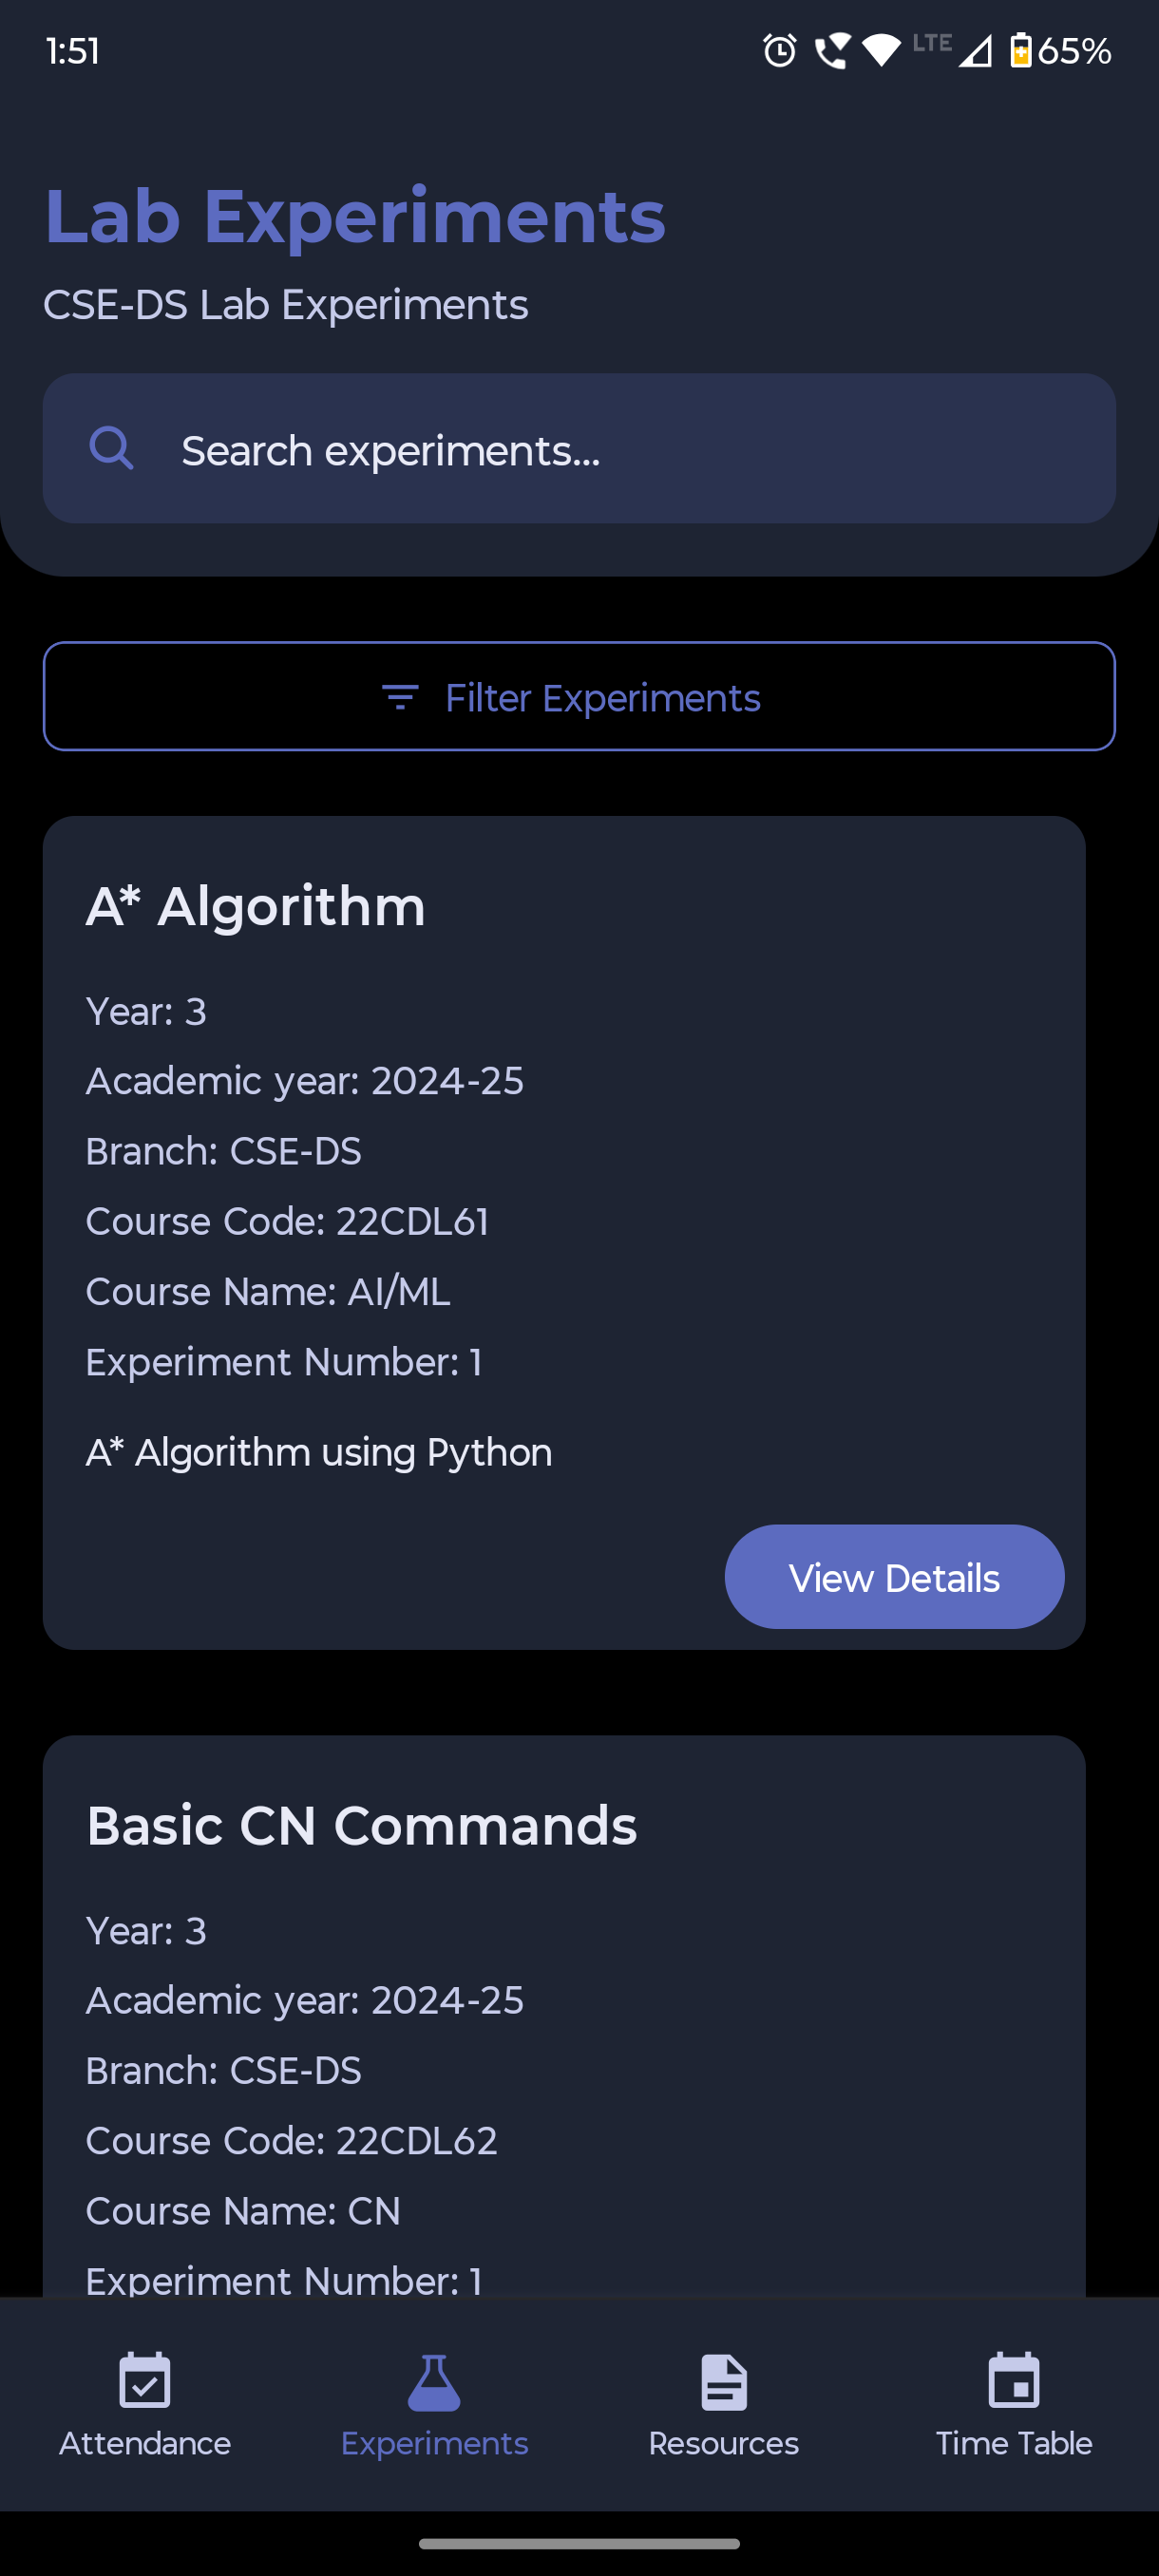 1:51
LTE
65%
Lab Experiments
CSE-DS Lab Experiments
Search experiments...
Filter Experiments
A* Algorithm
Year: 3
Academic year: 2024-25
Branch: CSE-DS
Course Code: 22CDL61
Course Name: AI/ML
Experiment Number: 1
A* Algorithm using Python
View Details
Basic CN Commands
Year: 3
Academic year: 2024-25
Branch: CSE-DS
Course Code: 22CDL62
Course Name: CN
Experiment Number: 1
Attendance
Experiments
Resources
Time Table